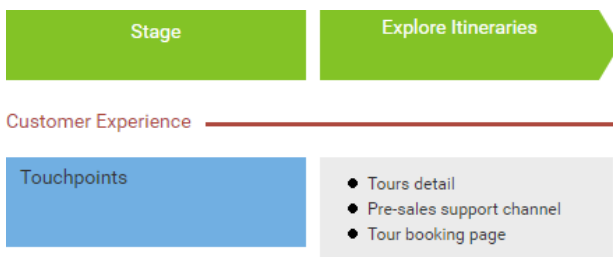 Stage
Explore Itineraries
Customer Experience
Touchpoints
Tours detail
Pre-sales support channel
Tour booking page